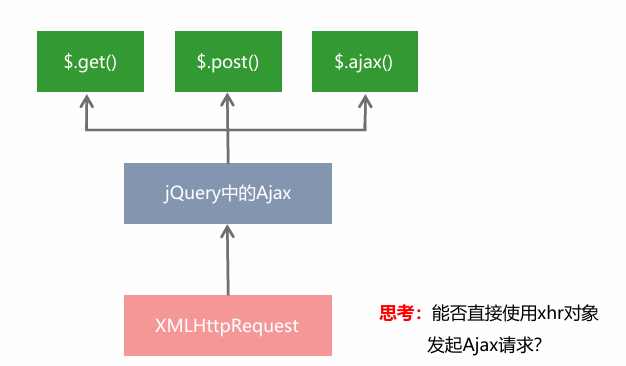 $.get()
$.post()
$.ajax()
jQuery中的Ajax
XMLHttpRequest
思考：能否直接使用xhr对象
发起Ajax请求？